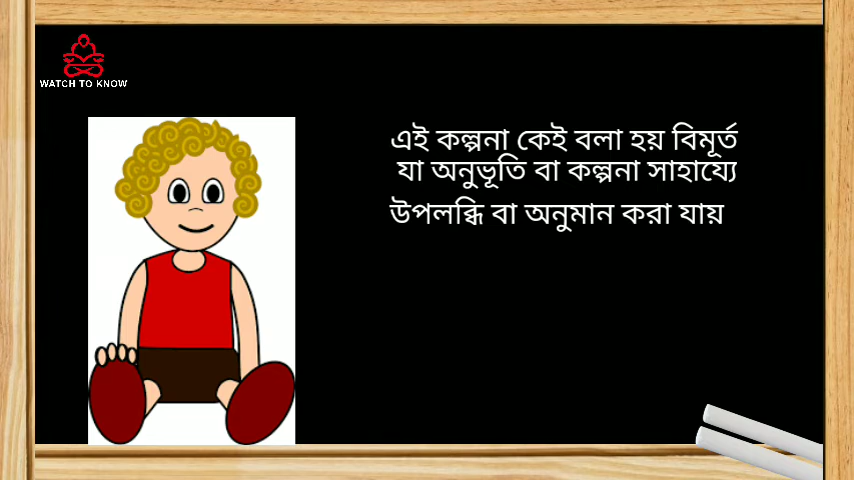 WATCH TO KNOW
এই কল্পনা কেই বলা হয় বিমূর্ত
যা অনুভূতি বা কল্পনা সাহায্যে
উপলব্ধি বা অনুমান করা যায়